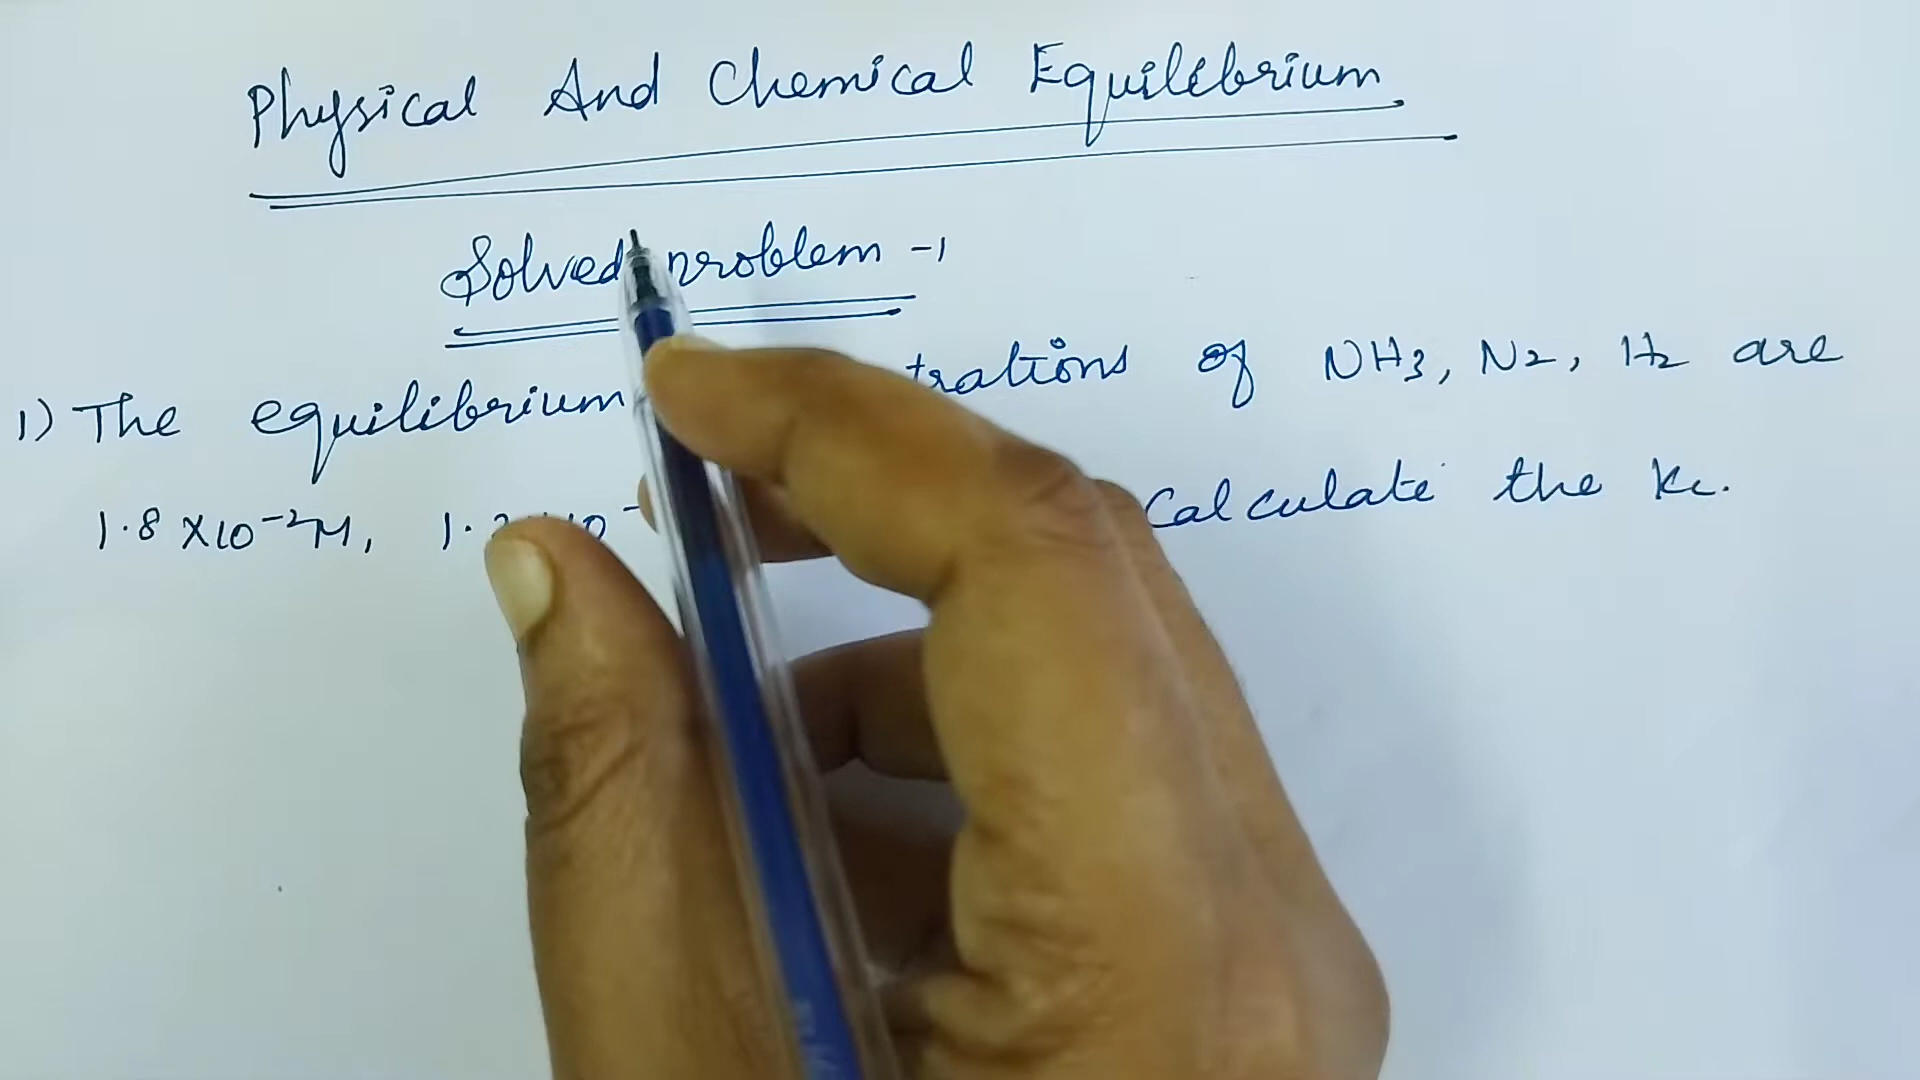 Physical And Chemical Equilibrium
Solved problem -1
1) The equilibrium trations of NH3, N2, H2 are
1.8 X10⁻²M, 1. Calculate the Kc.